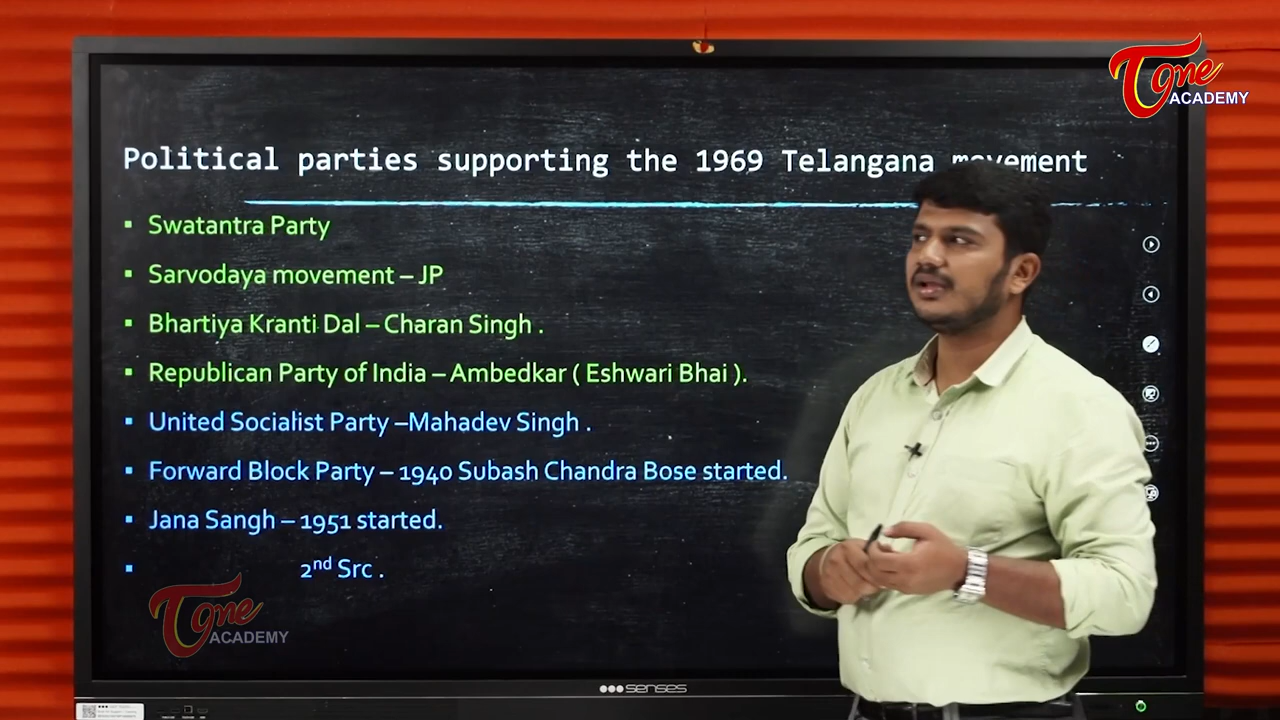 Tone
ACADEMY
Political parties supporting the 1969 Telangana movement
▪ Swatantra Party
▪ Sarvodaya movement – JP
▪ Bhartiya Kranti Dal – Charan Singh .
▪ Republican Party of India – Ambedkar ( Eshwari Bhai ).
▪ United Socialist Party –Mahadev Singh .
▪ Forward Block Party – 1940 Subash Chandra Bose started.
▪ Jana Sangh – 1951 started.
▪ 2nd Src .
Tone
ACADEMY
senses